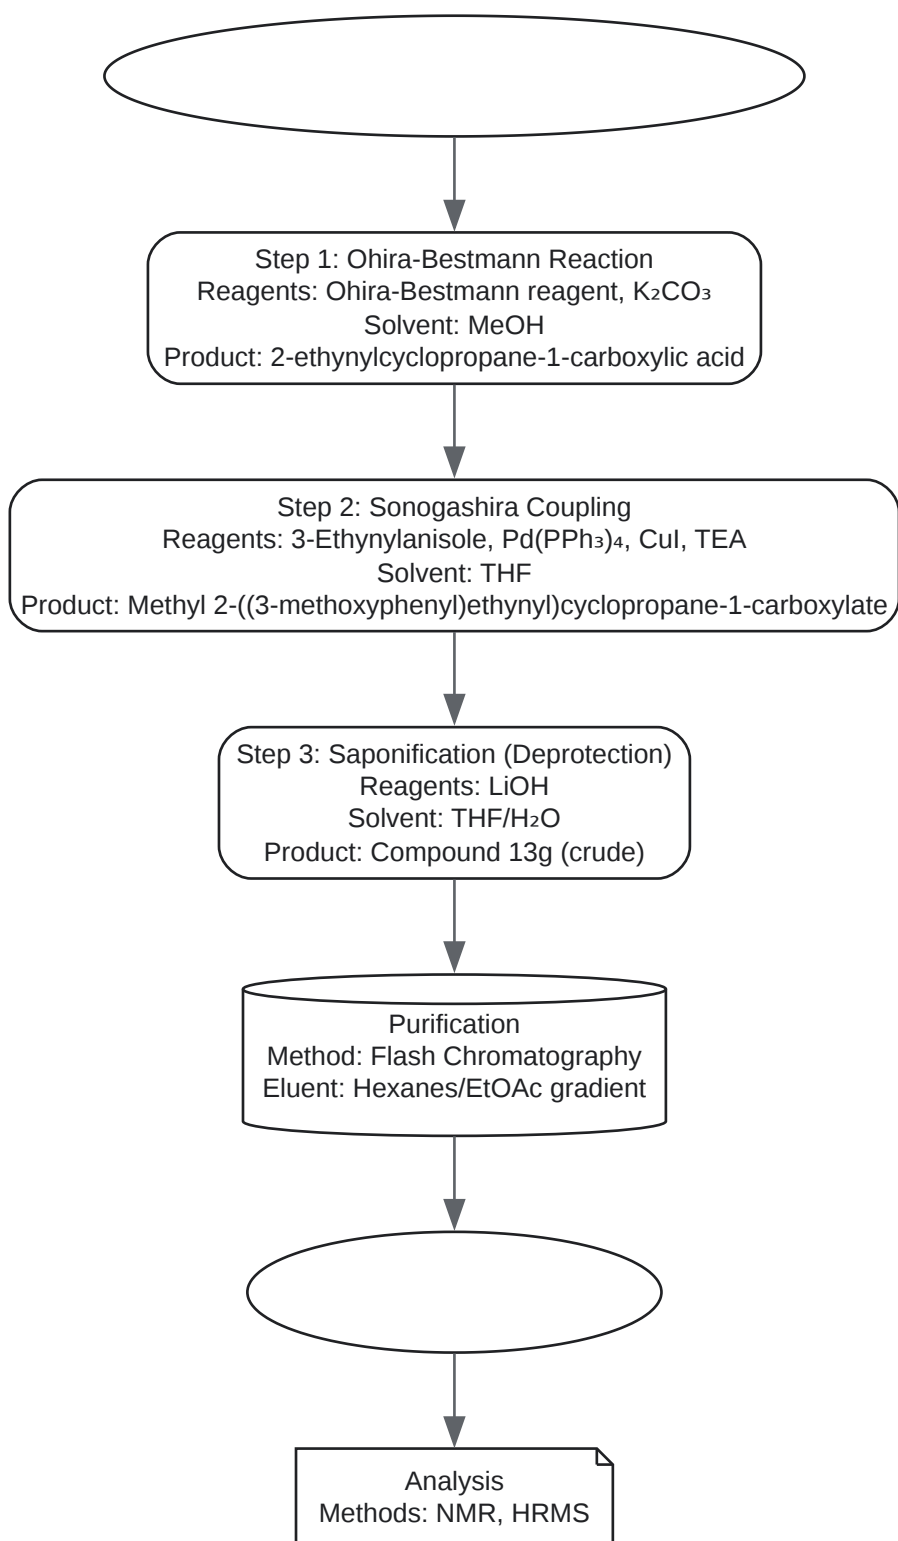 Step 1: Ohira-Bestmann Reaction
Reagents: Ohira-Bestmann reagent, K₂CO₃
Solvent: MeOH
Product: 2-ethynylcyclopropane-1-carboxylic acid
Step 2: Sonogashira Coupling
Reagents: 3-Ethynylanisole, Pd(PPh₃)₄, CuI, TEA
Solvent: THF
Product: Methyl 2-((3-methoxyphenyl)ethynyl)cyclopropane-1-carboxylate
Step 3: Saponification (Deprotection)
Reagents: LiOH
Solvent: THF/H₂O
Product: Compound 13g (crude)
Purification
Method: Flash Chromatography
Eluent: Hexanes/EtOAc gradient
Analysis
Methods: NMR, HRMS